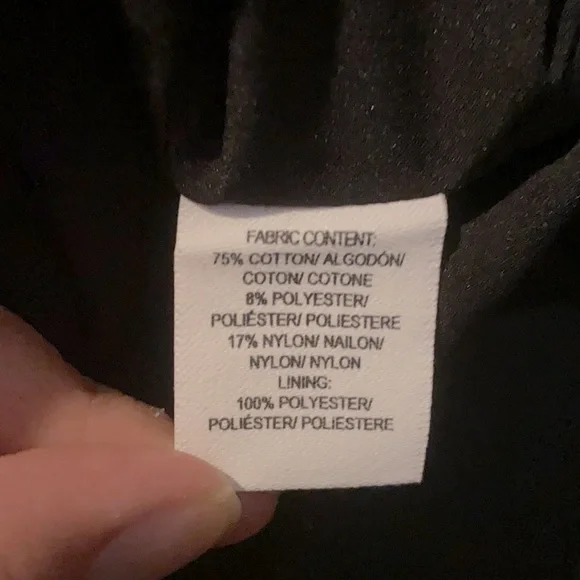 FABRIC CONTENT:
75% COTTON/ ALGODÓN/
COTON/ COTONE
8% POLYESTER/
POLIÉSTER/ POLIESTERE
17% NYLON/ NAILON/
NYLON/ NYLON
LINING:
100% POLYESTER/
POLIÉSTER/ POLIESTERE